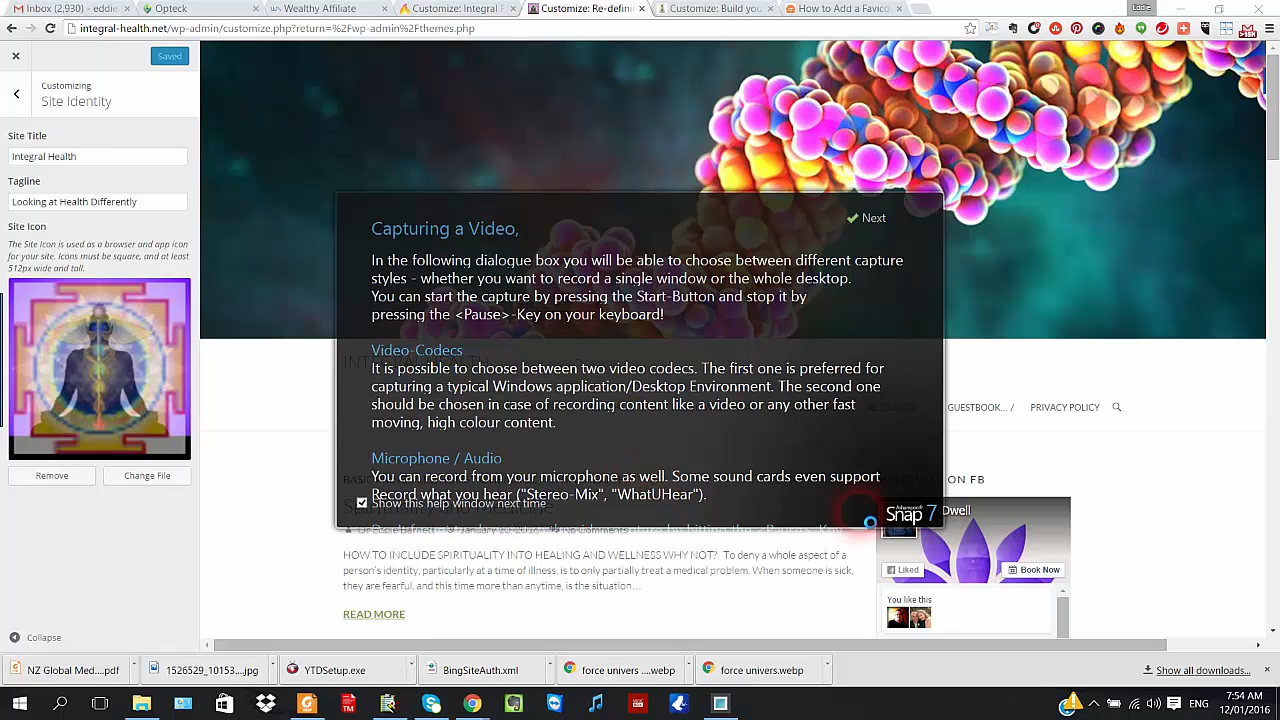 Inbox (2,930) - eddie
Opteck
Wealthy Affiliate
Customize: Integral
Customize: Re-defini
Customize: Build you
How to Add a Favico
Eddie
integral-health.net/wp-admin/customize.php?return=%2Fwp-admin%2Fthemes.php
Saved
Customizing
Site Identity
Site Title
Integral Health
Tagline
Looking at Health Differently
Site Icon
The Site Icon is used as a browser and app icon
for your site. Icons must be square, and at least
512px wide and tall.
Remove
Change File
Collapse
Next
Capturing a Video,
In the following dialogue box you will be able to choose between different capture
styles - whether you want to record a single window or the whole desktop.
You can start the capture by pressing the Start-Button and stop it by
pressing the <Pause>-Key on your keyboard!
Video-Codecs
It is possible to choose between two video codecs. The first one is preferred for
capturing a typical Windows application/Desktop Environment. The second one
should be chosen in case of recording content like a video or any other fast
moving, high colour content.
Microphone / Audio
You can record from your microphone as well. Some sound cards even support
Record what you hear ("Stereo-Mix", "WhatUHear").
Show this help window next time
Ashampoo®
Snap 7
GUESTBOOK... /
PRIVACY POLICY
ON FB
Dwell
Liked
Book Now
You like this
Dr Eddie
January 10, 2016
No Comments
HOW TO INCLUDE SPIRITUALITY INTO HEALING AND WELLNESS WHY NOT? To deny a whole aspect of a
person's identity, particularly at a time of illness, is to only partially treat a medical problem. When someone is sick,
they are fearful, and this time more than anytime, is the situation...
READ MORE
NZ Global Med....pdf
1526529_10153....jpg
YTDSetup.exe
BingSiteAuth.xml
force univers ....webp
force univers.webp
Show all downloads...
ENG
7:54 AM
12/01/2016